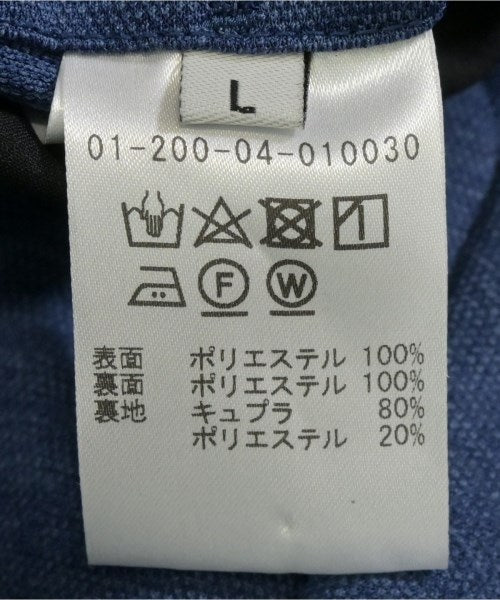 L
01-200-04-010030
F W
表面 ポリエステル 100%
裏面 ポリエステル 100%
裏地 キュプラ 80%
ポリエステル 20%